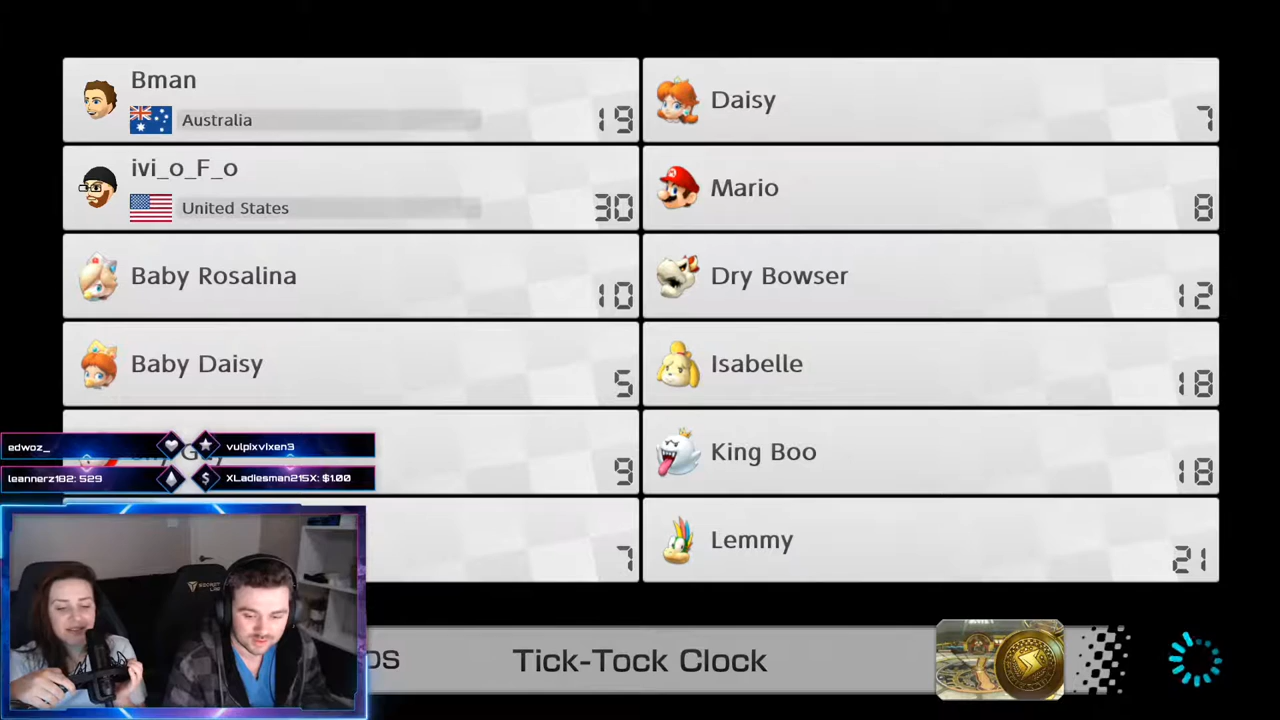 Bman
Australia
19
ivi_o_F_o
United States
30
Baby Rosalina
10
Baby Daisy
5
9
7
Daisy
7
Mario
8
Dry Bowser
12
Isabelle
18
King Boo
18
Lemmy
21
edwoz_
vulpixvixen3
leannerz182: 529
$
XLadiesman215X: $1.00
Tick-Tock Clock